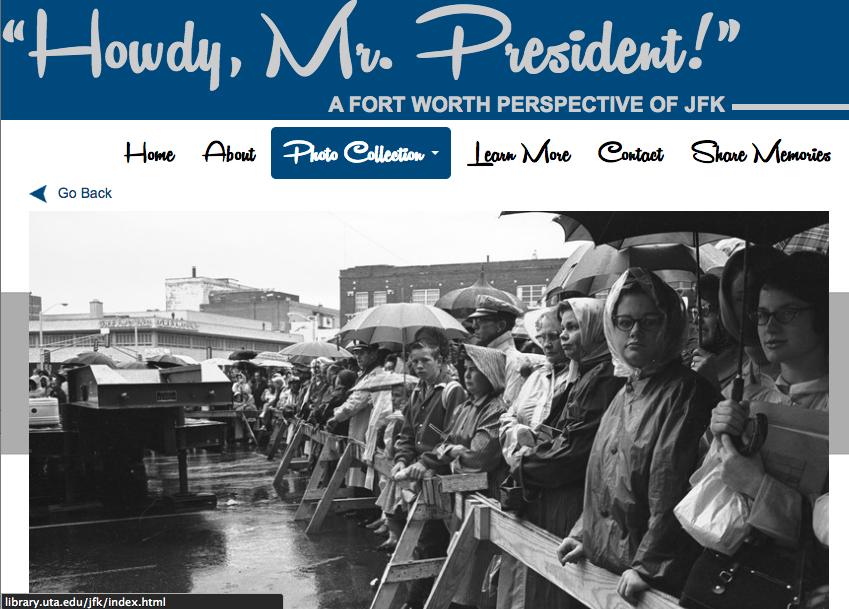 “Howdy, Mr. President!”
A FORT WORTH PERSPECTIVE OF JFK
Home About Photo Collection Learn More Contact Share Memories
Go Back
library.uta.edu/jfk/index.html